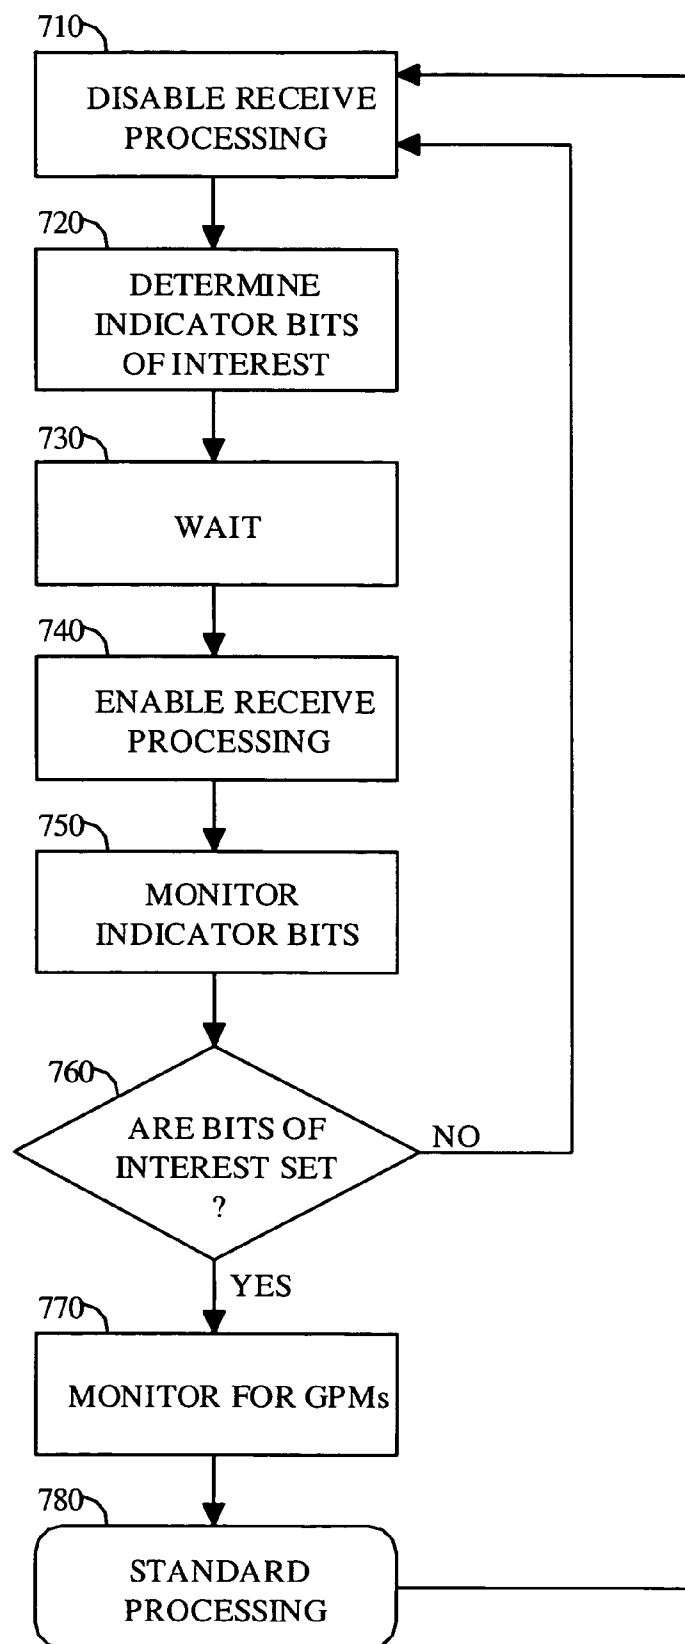 710
DISABLE RECEIVE
PROCESSING
720
DETERMINE
INDICATOR BITS
OF INTEREST
730
WAIT
740
ENABLE RECEIVE
PROCESSING
750
MONITOR
INDICATOR BITS
760
ARE BITS OF
INTEREST SET
?
NO
YES
770
MONITOR FOR GPMs
780
STANDARD
PROCESSING